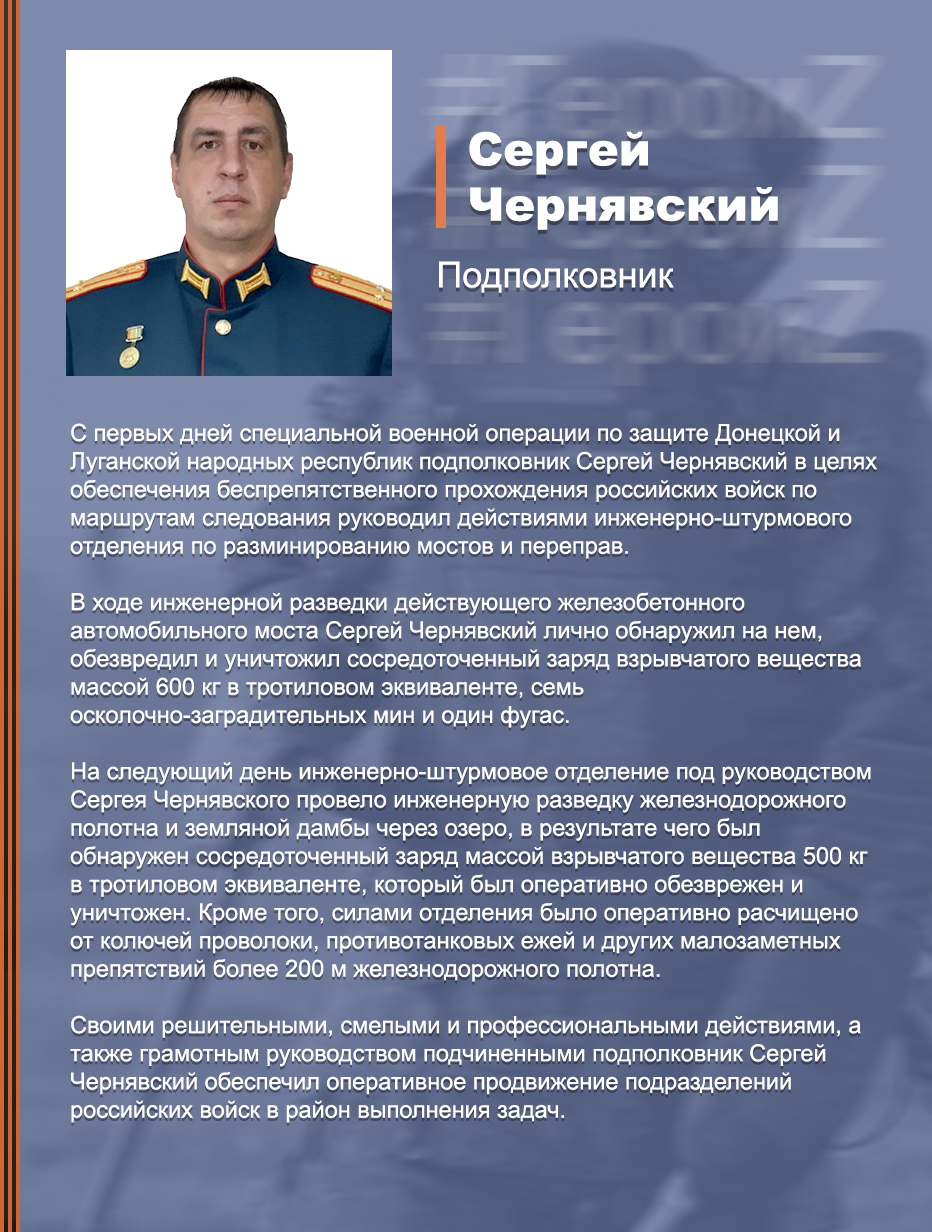 #ГероиZ
Сергей
#ГероиZ
Чернявский
Подполковник
#ГероиZ
С первых дней специальной военной операции по защите Донецкой и
Луганской народных республик подполковник Сергей Чернявский в целях
обеспечения беспрепятственного прохождения российских войск по
маршрутам следования руководил действиями инженерно-штурмового
отделения по разминированию мостов и переправ.
В ходе инженерной разведки действующего железобетонного
автомобильного моста Сергей Чернявский лично обнаружил на нем,
обезвредил и уничтожил сосредоточенный заряд взрывчатого вещества
массой 600 кг в тротиловом эквиваленте, семь
осколочно-заградительных мин и один фугас.
На следующий день инженерно-штурмовое отделение под руководством
Сергея Чернявского провело инженерную разведку железнодорожного
полотна и земляной дамбы через озеро, в результате чего был
обнаружен сосредоточенный заряд массой взрывчатого вещества 500 кг
в тротиловом эквиваленте, который был оперативно обезврежен и
уничтожен. Кроме того, силами отделения было оперативно расчищено
от колючей проволоки, противотанковых ежей и других малозаметных
препятствий более 200 м железнодорожного полотна.
Своими решительными, смелыми и профессиональными действиями, а
также грамотным руководством подчиненными подполковник Сергей
Чернявский обеспечил оперативное продвижение подразделений
российских войск в район выполнения задач.